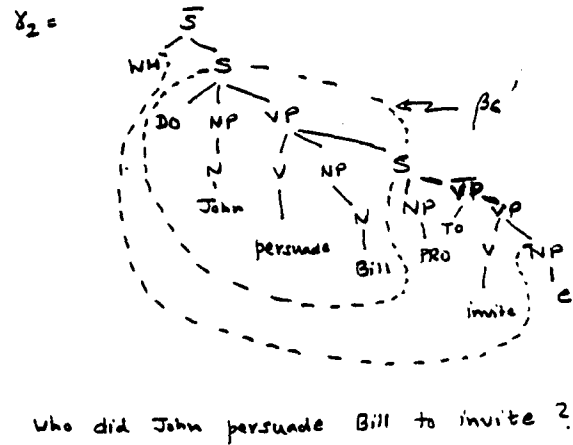 γ₂ =
S̅
WH S
DO NP VP
β₆'
S
N V NP NP V̅P̅
John N TO VP
persuade Bill PRO V NP
invite e
Who did John persuade Bill to invite ?